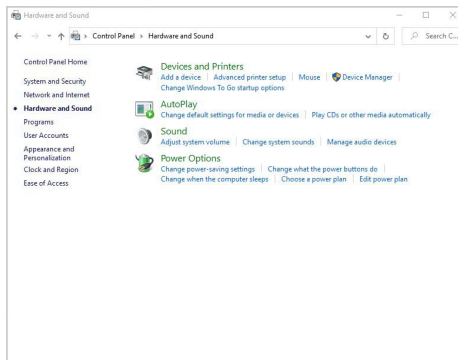 Hardware and Sound
Control Panel > Hardware and Sound
Search C...
Control Panel Home
System and Security
Network and Internet
Hardware and Sound
Programs
User Accounts
Appearance and
Personalization
Clock and Region
Ease of Access
Devices and Printers
Add a device | Advanced printer setup | Mouse | Device Manager |
Change Windows To Go startup options
AutoPlay
Change default settings for media or devices | Play CDs or other media automatically
Sound
Adjust system volume | Change system sounds | Manage audio devices
Power Options
Change power-saving settings | Change what the power buttons do |
Change when the computer sleeps | Choose a power plan | Edit power plan